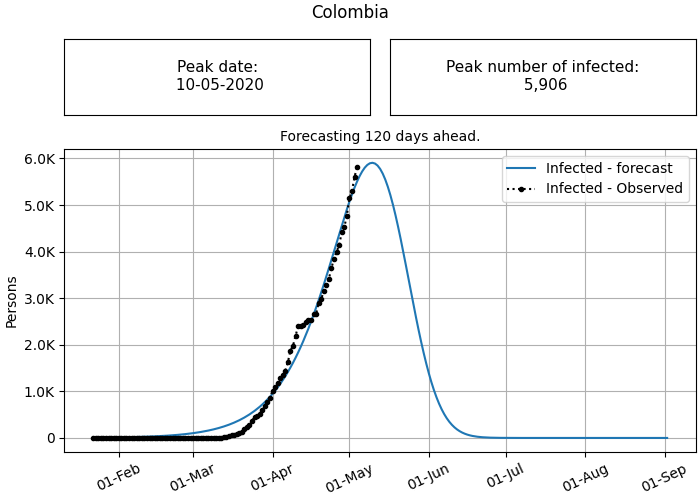 Colombia
Peak date:
10-05-2020
Peak number of infected:
5,906
Forecasting 120 days ahead.
6.0K
5.0K
4.0K
3.0K
2.0K
1.0K
0
Persons
Infected - forecast
Infected - Observed
01-Feb
01-Mar
01-Apr
01-May
01-Jun
01-Jul
01-Aug
01-Sep